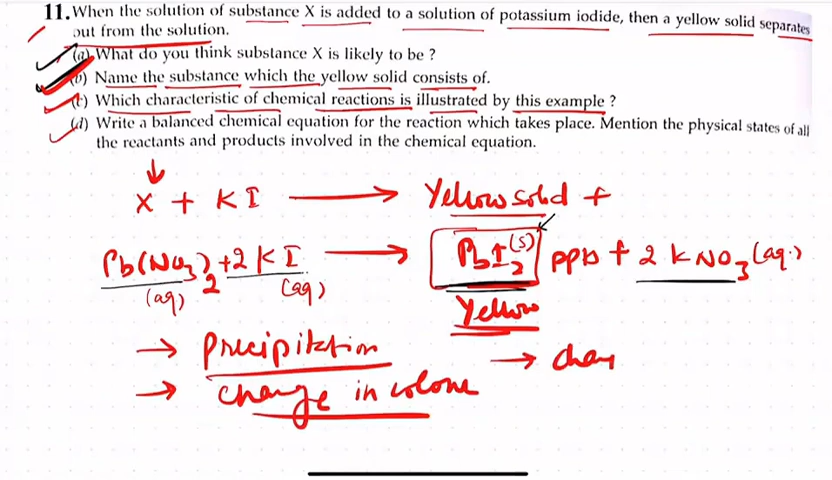 11. When the solution of substance X is added to a solution of potassium iodide, then a yellow solid separates
out from the solution.
(a) What do you think substance X is likely to be ?
(b) Name the substance which the yellow solid consists of.
(c) Which characteristic of chemical reactions is illustrated by this example ?
(d) Write a balanced chemical equation for the reaction which takes place. Mention the physical states of all
the reactants and products involved in the chemical equation.
X + KI → Yellow solid +
Pb(NO3)2 + 2KI → PbI2 (s) ppb + 2KNO3 (aq.)
(aq) (aq)
Yellow
→ Precipitation
→ chan
→ change in colour